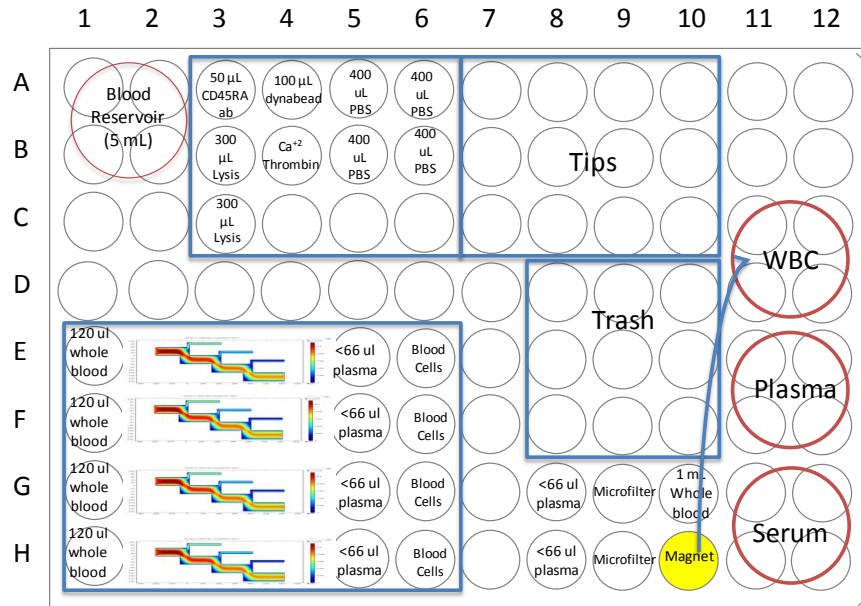 1 2 3 4 5 6 7 8 9 10 11 12
A
B
C
D
E
F
G
H
Blood
Reservoir
(5 mL)
50 µL
CD45RA
ab
100 µL
dynabead
400
uL
PBS
400
uL
PBS
300
µL
Lysis
Ca+2
Thrombin
400
uL
PBS
400
uL
PBS
300
µL
Lysis
Tips
Trash
WBC
Plasma
Serum
120 ul
whole
blood
<66 ul
plasma
Blood
Cells
120 ul
whole
blood
<66 ul
plasma
Blood
Cells
120 ul
whole
blood
<66 ul
plasma
Blood
Cells
<66 ul
plasma
Microfilter
1 mL
Whole
blood
120 ul
whole
blood
<66 ul
plasma
Blood
Cells
<66 ul
plasma
Microfilter
Magnet